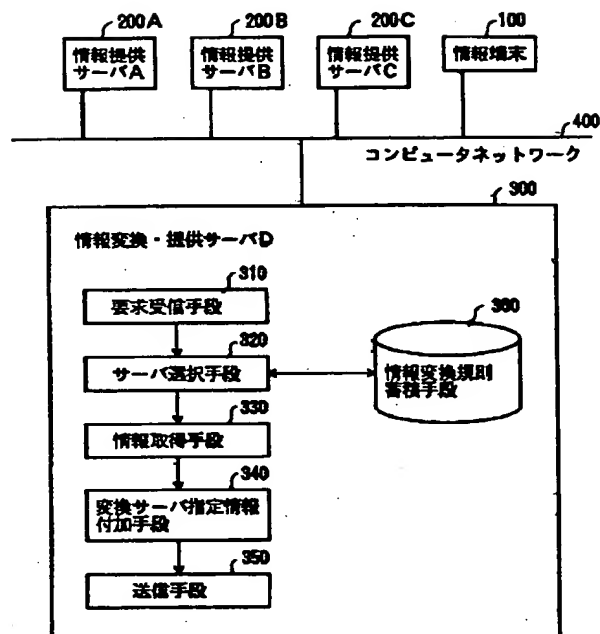 200A
200B
200C
100
情報提供
サーバA
情報提供
サーバB
情報提供
サーバC
情報端末
400
コンピュータネットワーク
300
情報変換・提供サーバD
310
要求受信手段
320
サーバ選択手段
360
情報変換規則
蓄積手段
330
情報取得手段
340
変換サーバ指定情報
付加手段
350
送信手段